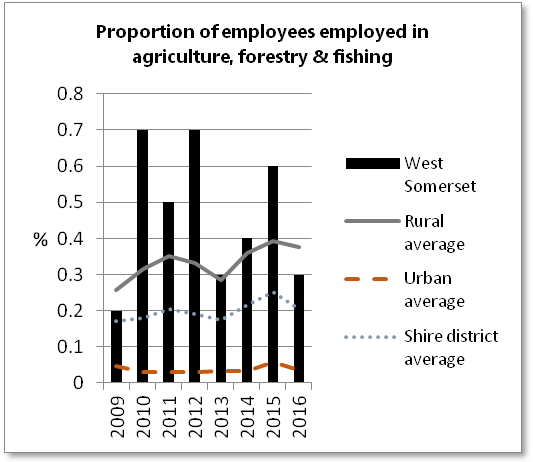 Proportion of employees employed in
agriculture, forestry & fishing
0.8
0.7
0.6
0.5
0.4
0.3
0.2
0.1
0
%
2009
2010
2011
2012
2013
2014
2015
2016
West
Somerset
Rural
average
Urban
average
Shire district
average